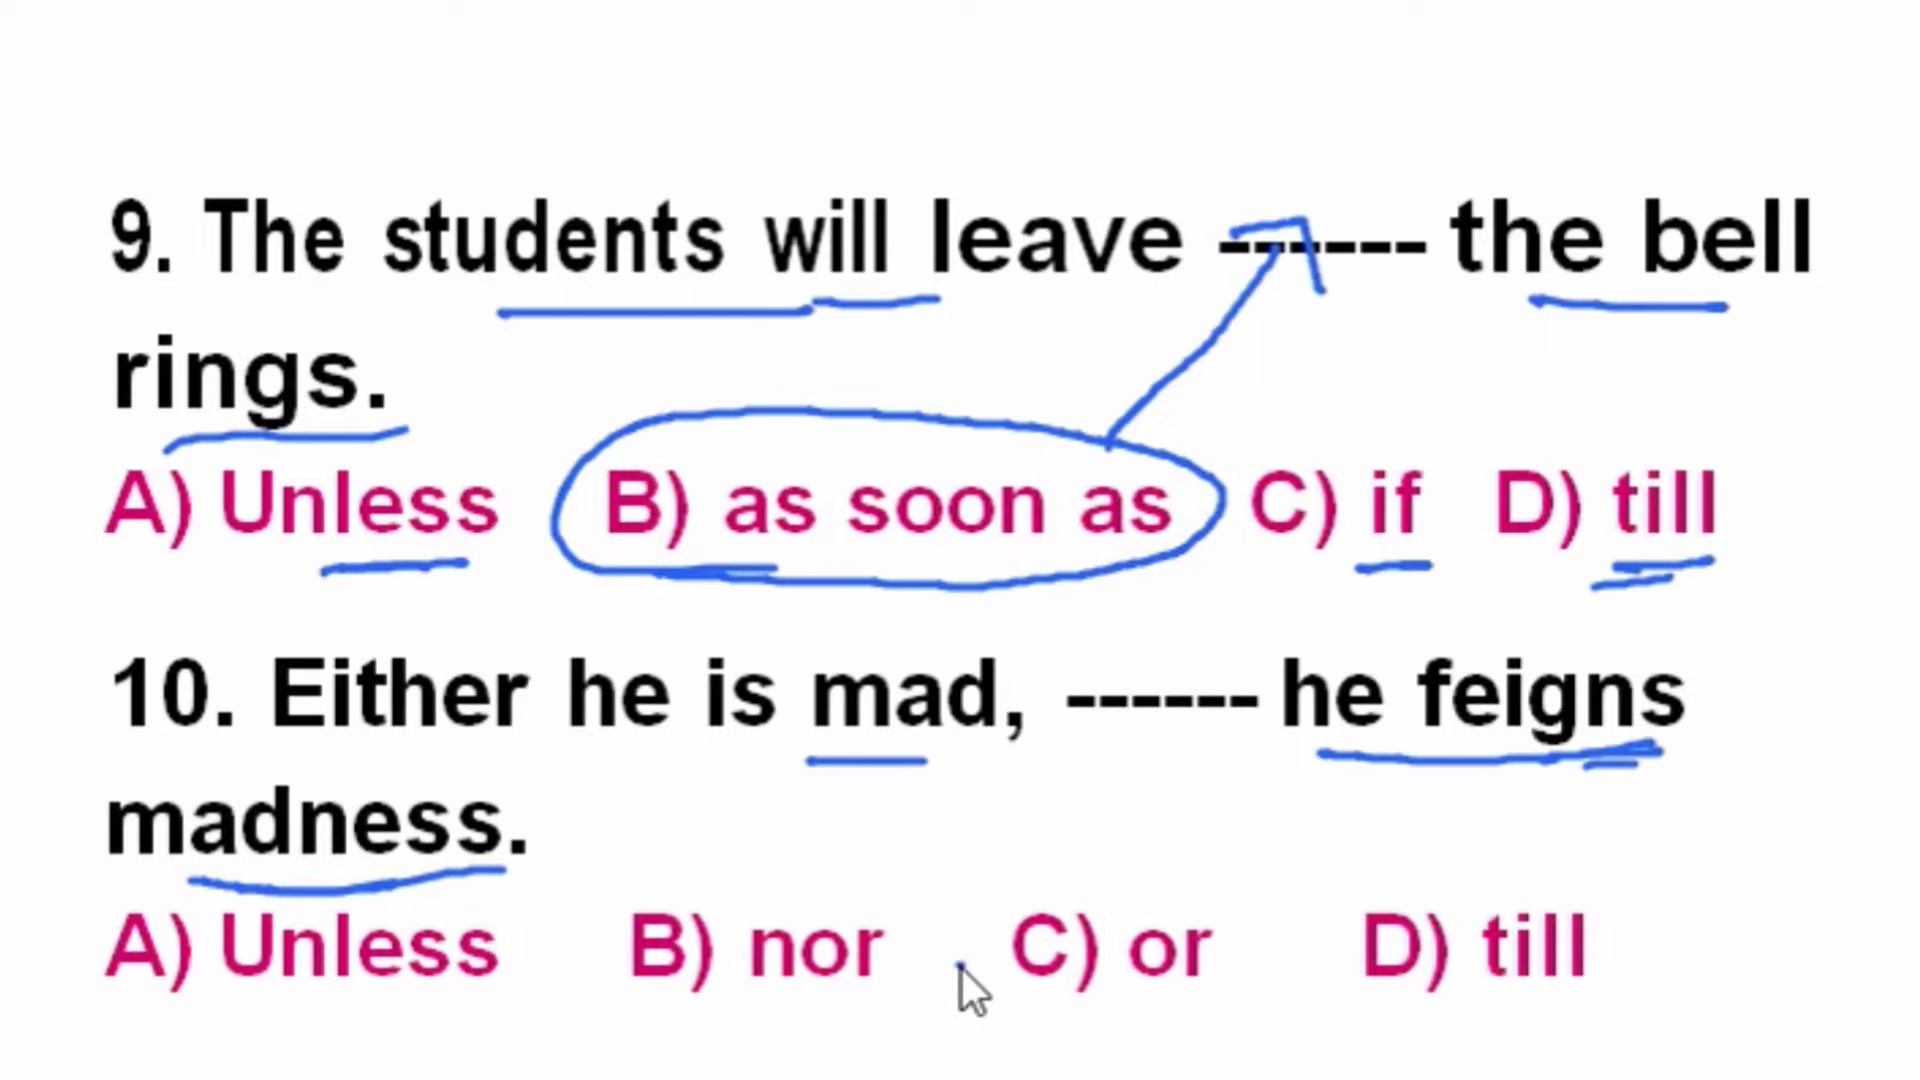 9. The students will leave ------ the bell
rings.
A) Unless B) as soon as C) if D) till
10. Either he is mad, ------ he feigns
madness.
A) Unless B) nor C) or D) till